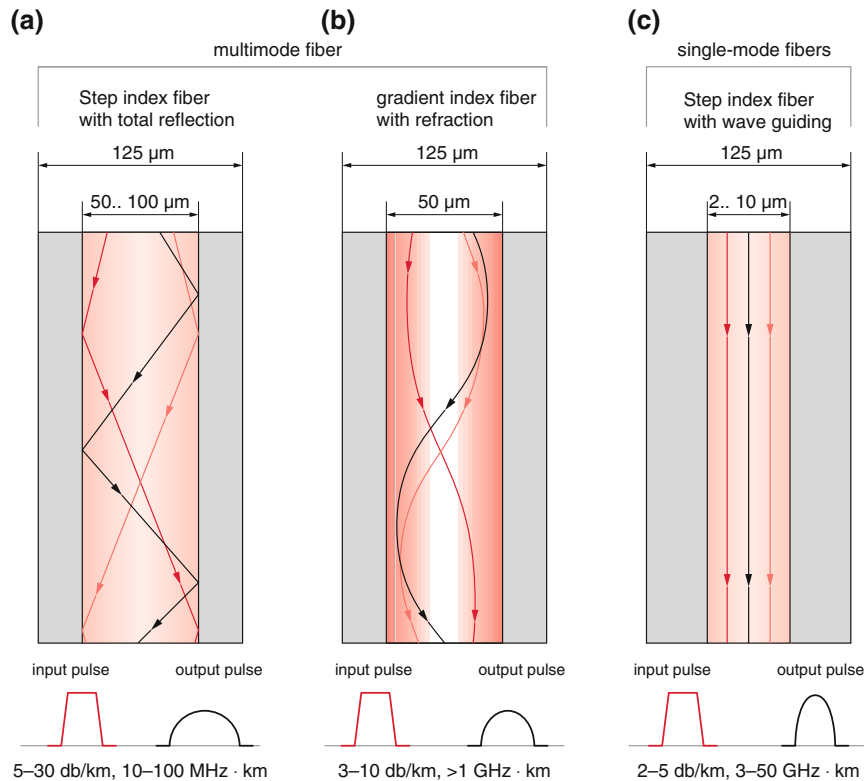 (a)
(b)
(c)
multimode fiber
single-mode fibers
Step index fiber
with total reflection
gradient index fiber
with refraction
Step index fiber
with wave guiding
125 µm
125 µm
125 µm
50.. 100 µm
50 µm
2.. 10 µm
input pulse
output pulse
input pulse
output pulse
input pulse
output pulse
5–30 db/km, 10–100 MHz · km
3–10 db/km, >1 GHz · km
2–5 db/km, 3–50 GHz · km